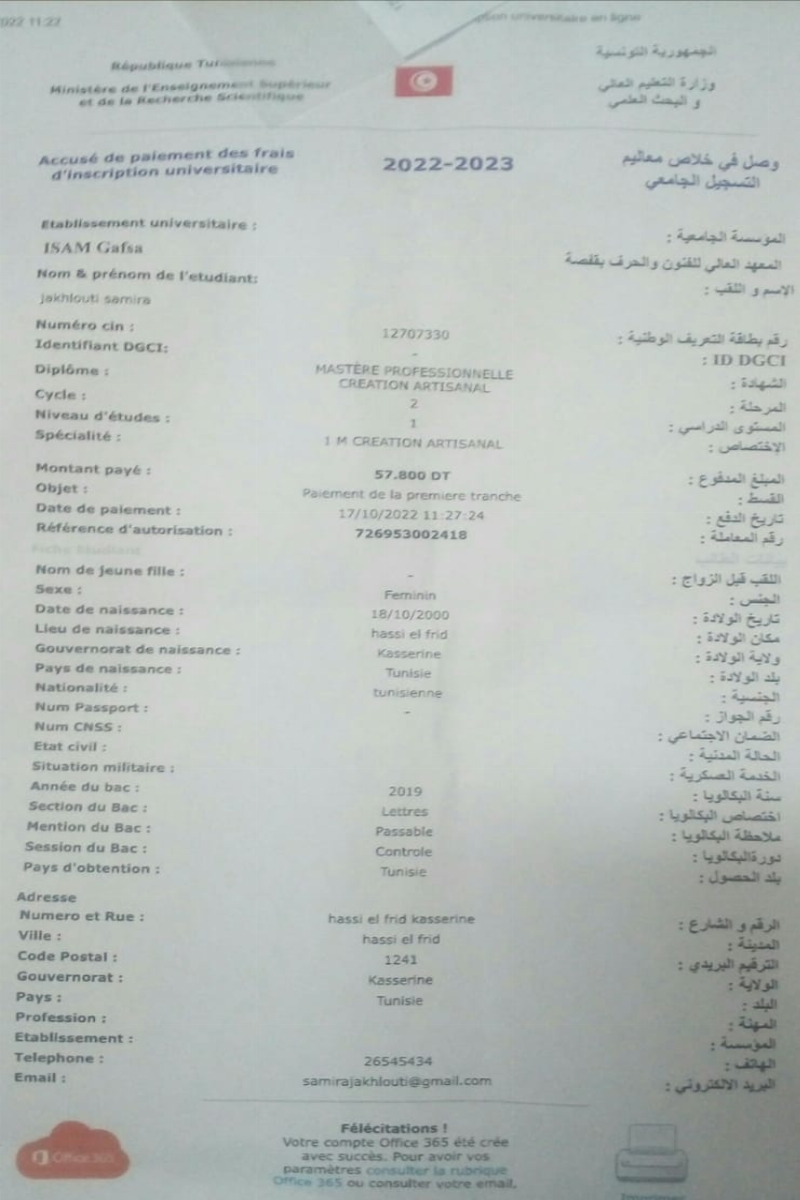 022 11:22
ption universitaire en ligne
République Tunisienne
الجمهورية التونسية
Ministère de l'Enseignement Supérieur
et de la Recherche Scientifique
وزارة التعليم العالي
و البحث العلمي
Accusé de paiement des frais
d'inscription universitaire
2022-2023
وصل في خلاص معاليم
التسجيل الجامعي
Etablissement universitaire :
المؤسسة الجامعية :
ISAM Gafsa
المعهد العالي للفنون والحرف بقفصة
Nom & prénom de l'etudiant:
الاسم و اللقب :
jakhlouti samira
Numéro cin : 12707330 رقم بطاقة التعريف الوطنية :
Identifiant DGCI: - ID DGCI :
Diplôme : MASTÈRE PROFESSIONNELLE الشهادة :
CREATION ARTISANAL
Cycle : 2 المرحلة :
Niveau d'études : 1 المستوى الدراسي :
Spécialité : 1 M CREATION ARTISANAL الإختصاص :
Montant payé : 57.800 DT المبلغ المدفوع :
Objet : Paiement de la premiere tranche القسط :
Date de paiement : 17/10/2022 11:27:24 تاريخ الدفع :
Référence d'autorisation : 726953002418 رقم المعاملة :
Fiche Etudiant بيانات الطالب
Nom de jeune fille : - اللقب قبل الزواج :
Sexe : Feminin الجنس :
Date de naissance : 18/10/2000 تاريخ الولادة :
Lieu de naissance : hassi el frid مكان الولادة :
Gouvernorat de naissance : Kasserine ولاية الولادة :
Pays de naissance : Tunisie بلد الولادة :
Nationalité : tunisienne الجنسية :
Num Passport : - رقم الجواز :
Num CNSS : الضمان الاجتماعي :
Etat civil : الحالة المدنية :
Situation militaire : الخدمة العسكرية :
Année du bac : 2019 سنة البكالويا :
Section du Bac : Lettres اختصاص البكالويا :
Mention du Bac : Passable ملاحظة البكالويا :
Session du Bac : Controle دورةالبكالويا :
Pays d'obtention : Tunisie بلد الحصول :
Adresse
Numero et Rue : hassi el frid kasserine الرقم و الشارع :
Ville : hassi el frid المدينة :
Code Postal : 1241 الترقيم البريدي :
Gouvernorat : Kasserine الولاية :
Pays : Tunisie البلد :
Profession : المهنة :
Etablissement : المؤسسة :
Telephone : 26545434 الهاتف :
Email : samirajakhlouti@gmail.com البريد الالكتروني :
Office 365
Félécitations !
Votre compte Office 365 été crée
avec succès. Pour avoir vos
paramètres consulter la rubrique
Office 365 ou consulter votre email.